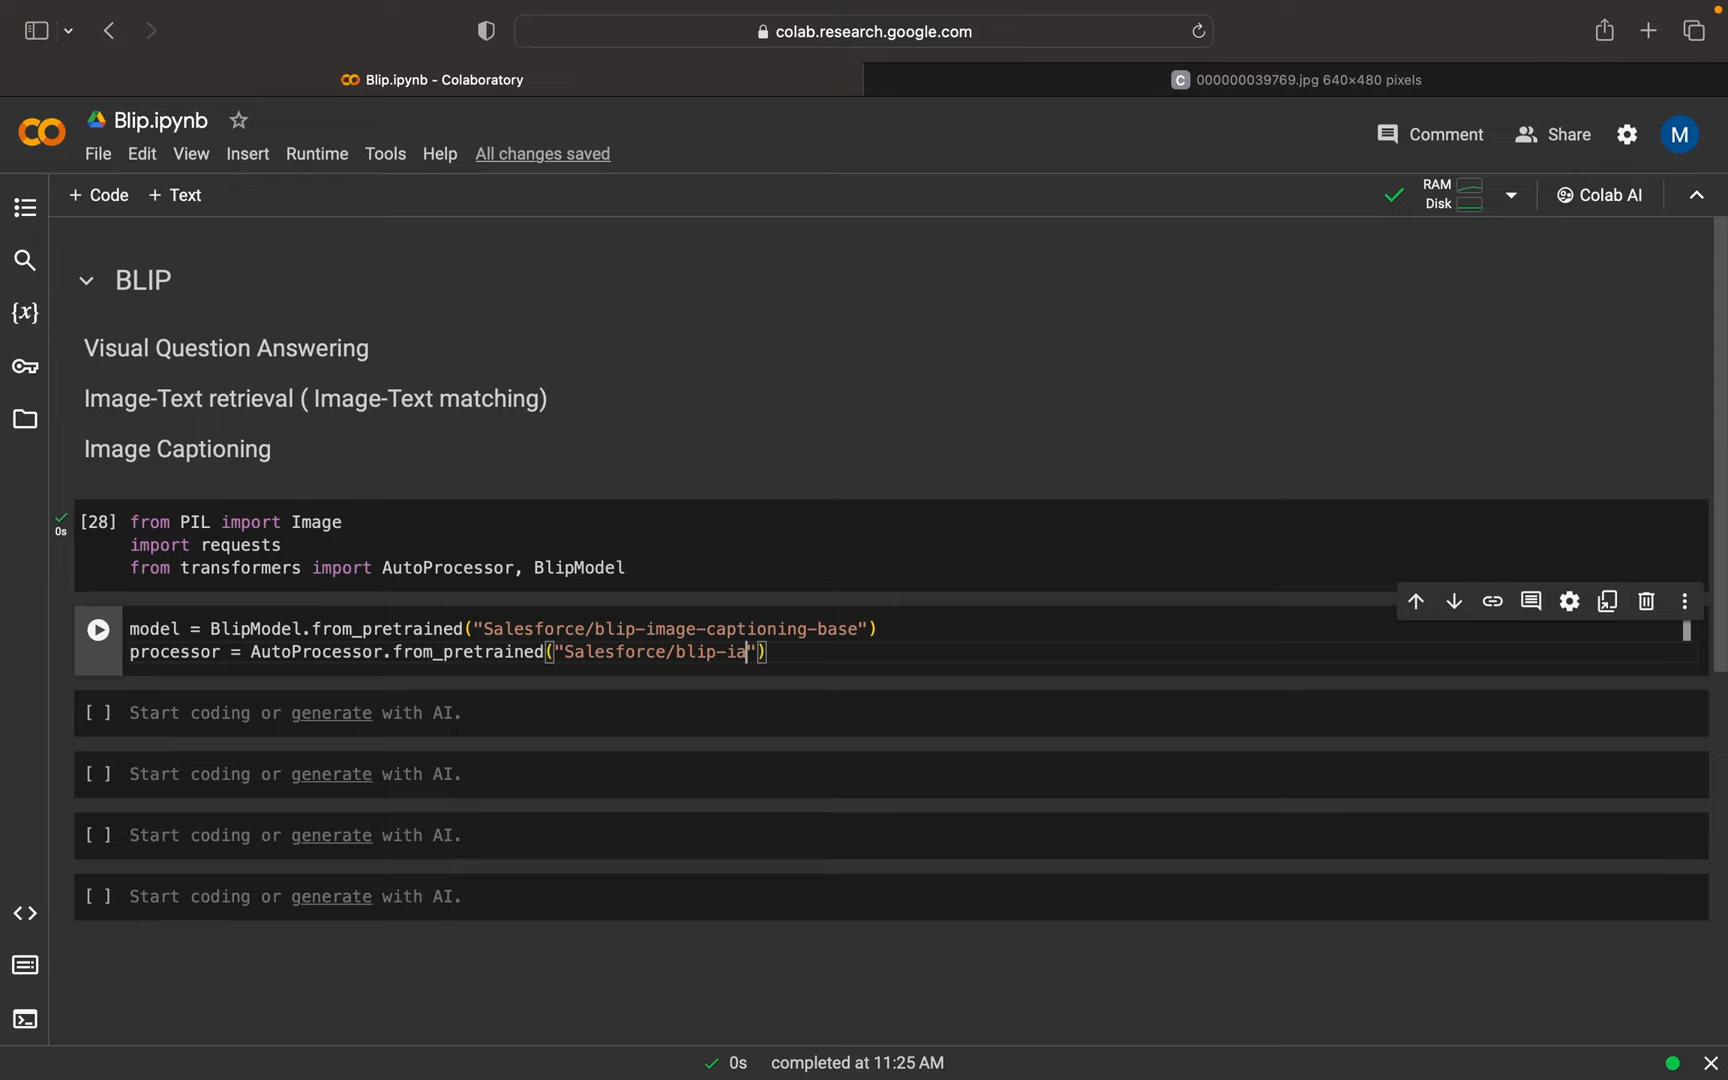 colab.research.google.com
Blip.ipynb - Colaboratory
000000039769.jpg 640×480 pixels
Blip.ipynb
Comment
Share
M
File Edit View Insert Runtime Tools Help All changes saved
+ Code + Text
RAM
Disk
Colab AI
BLIP
Visual Question Answering
Image-Text retrieval ( Image-Text matching)
Image Captioning
[28] from PIL import Image
0s
import requests
from transformers import AutoProcessor, BlipModel
model = BlipModel.from_pretrained("Salesforce/blip-image-captioning-base")
processor = AutoProcessor.from_pretrained("Salesforce/blip-ia")
[ ] Start coding or generate with AI.
[ ] Start coding or generate with AI.
[ ] Start coding or generate with AI.
[ ] Start coding or generate with AI.
0s completed at 11:25 AM